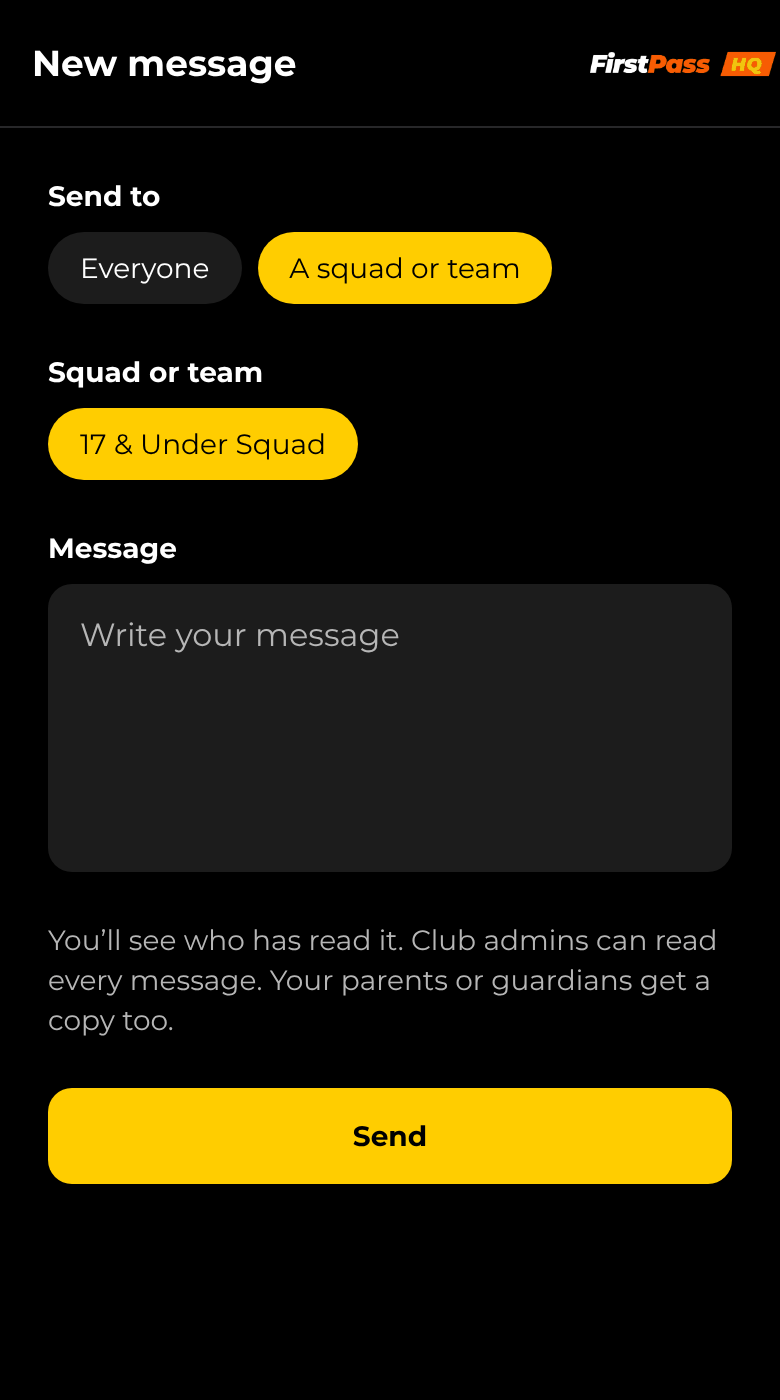 New message
FirstPass HQ
Send to
Everyone
A squad or team
Squad or team
17 & Under Squad
Message
Write your message
You’ll see who has read it. Club admins can read
every message. Your parents or guardians get a
copy too.
Send